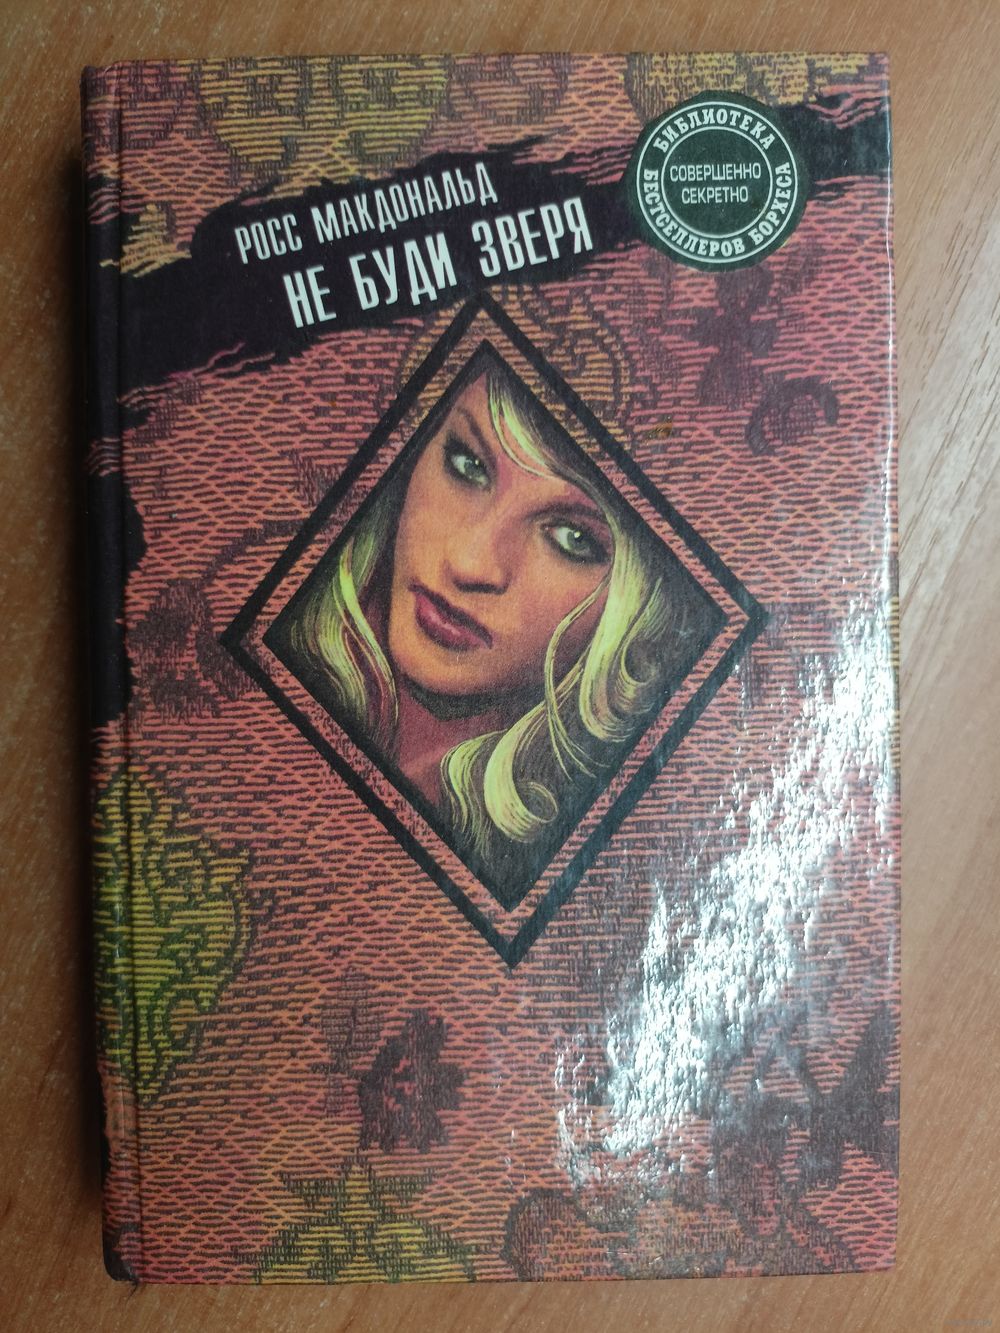 РОСС МАКДОНАЛЬД
НЕ БУДИ ЗВЕРЯ
БИБЛИОТЕКА
СОВЕРШЕННО
СЕКРЕТНО
БЕСТСЕЛЛЕРОВ БОРХЕСА